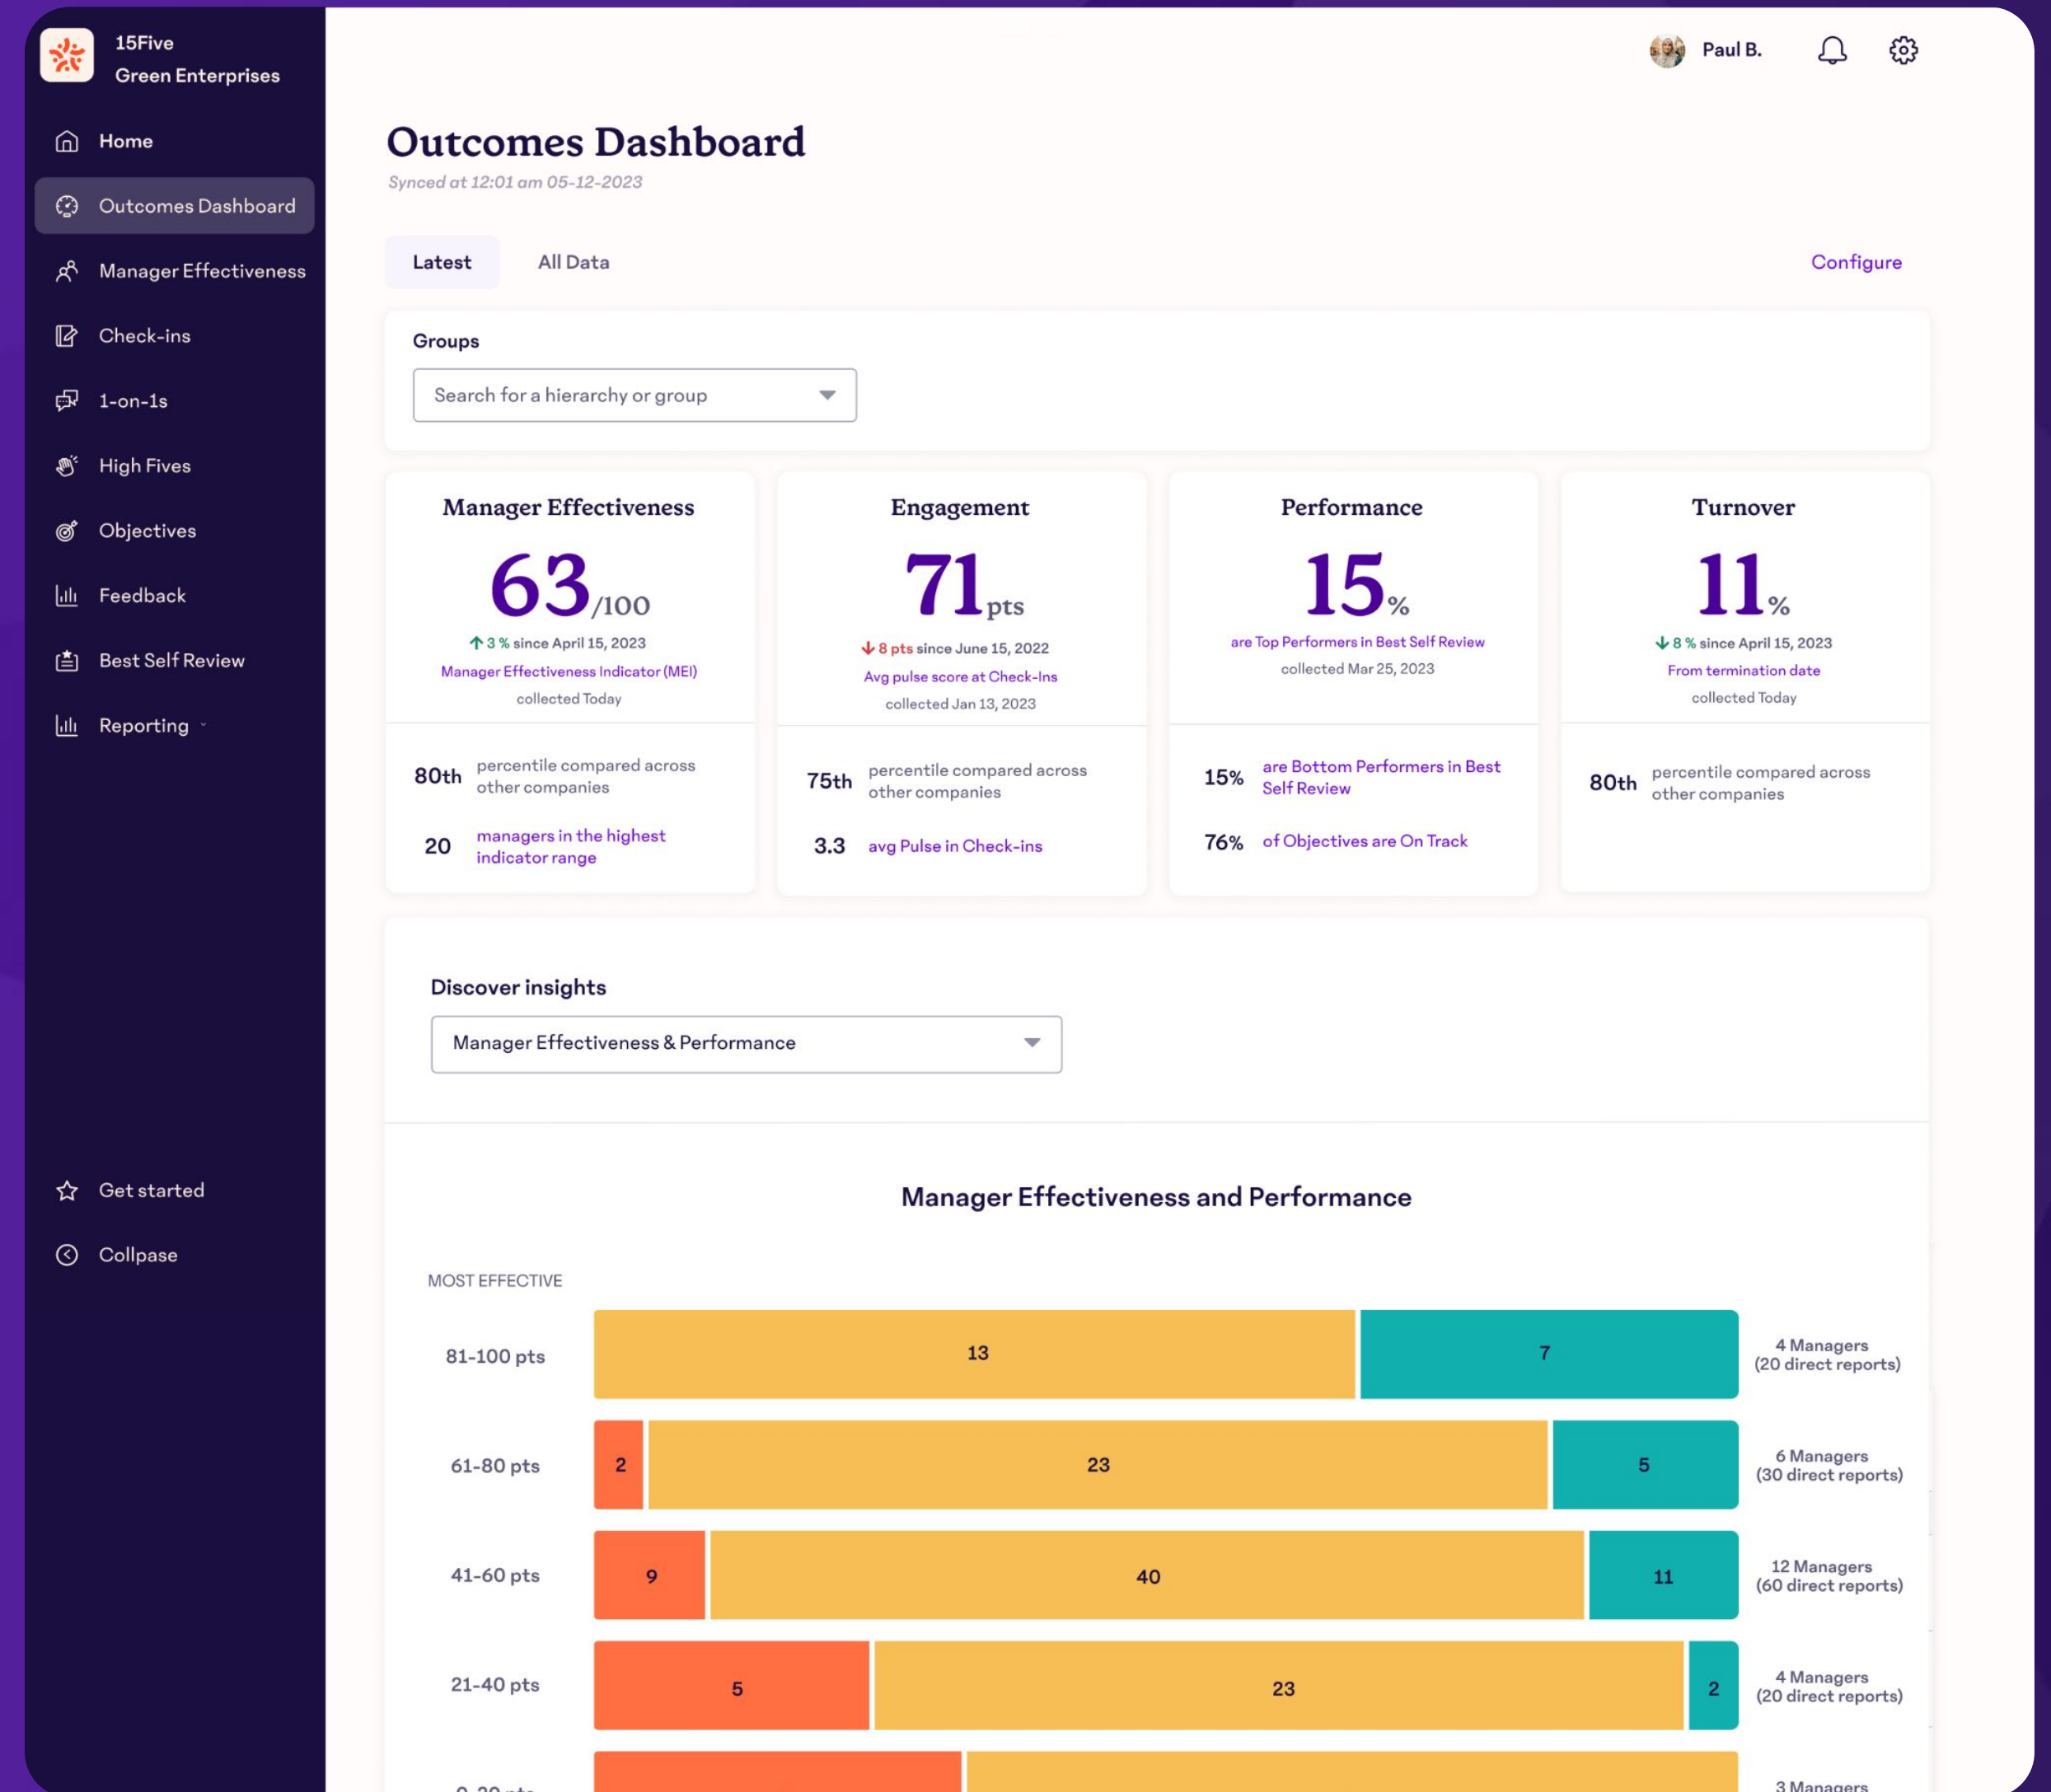 15Five
Green Enterprises
Home
Outcomes Dashboard
Manager Effectiveness
Check-ins
1-on-1s
High Fives
Objectives
Feedback
Best Self Review
Reporting
Get started
Collpase
Paul B.
Outcomes Dashboard
Synced at 12:01 am 05-12-2023
Latest
All Data
Configure
Groups
Search for a hierarchy or group
Manager Effectiveness
63/100
↑ 3 % since April 15, 2023
Manager Effectiveness Indicator (MEI)
collected Today
80th percentile compared across
other companies
20 managers in the highest
indicator range
Engagement
71pts
↓ 8 pts since June 15, 2022
Avg pulse score at Check-Ins
collected Jan 13, 2023
75th percentile compared across
other companies
3.3 avg Pulse in Check-ins
Performance
15%
are Top Performers in Best Self Review
collected Mar 25, 2023
15% are Bottom Performers in Best
Self Review
76% of Objectives are On Track
Turnover
11%
↓ 8 % since April 15, 2023
From termination date
collected Today
80th percentile compared across
other companies
Discover insights
Manager Effectiveness & Performance
Manager Effectiveness and Performance
MOST EFFECTIVE
81-100 pts 13 7 4 Managers
(20 direct reports)
61-80 pts 2 23 5 6 Managers
(30 direct reports)
41-60 pts 9 40 11 12 Managers
(60 direct reports)
21-40 pts 5 23 2 4 Managers
(20 direct reports)
3 Managers